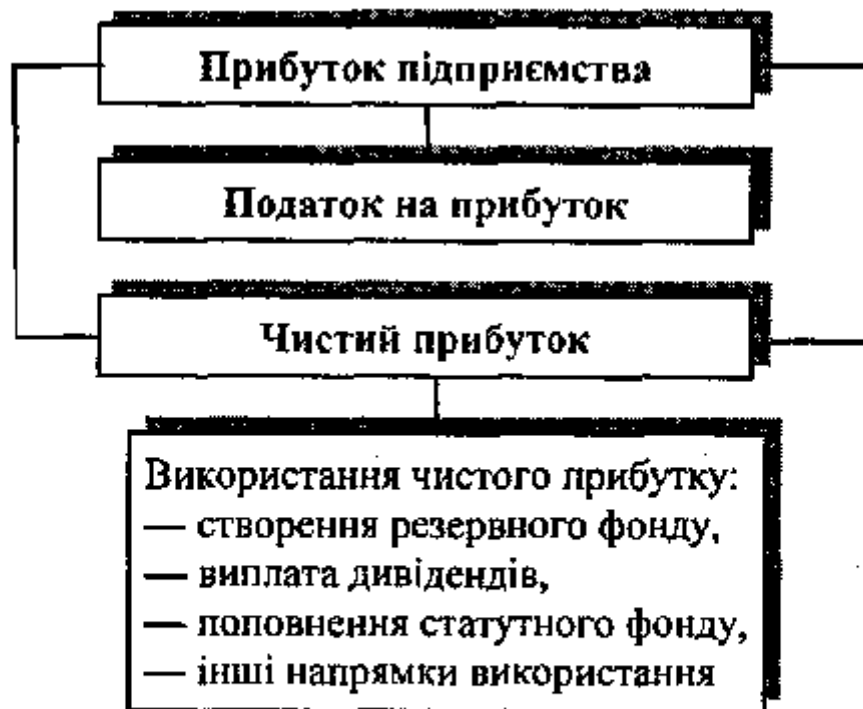 Прибуток підприємства
Податок на прибуток
Чистий прибуток
Використання чистого прибутку:
— створення резервного фонду,
— виплата дивідендів,
— поповнення статутного фонду,
— інші напрямки використання